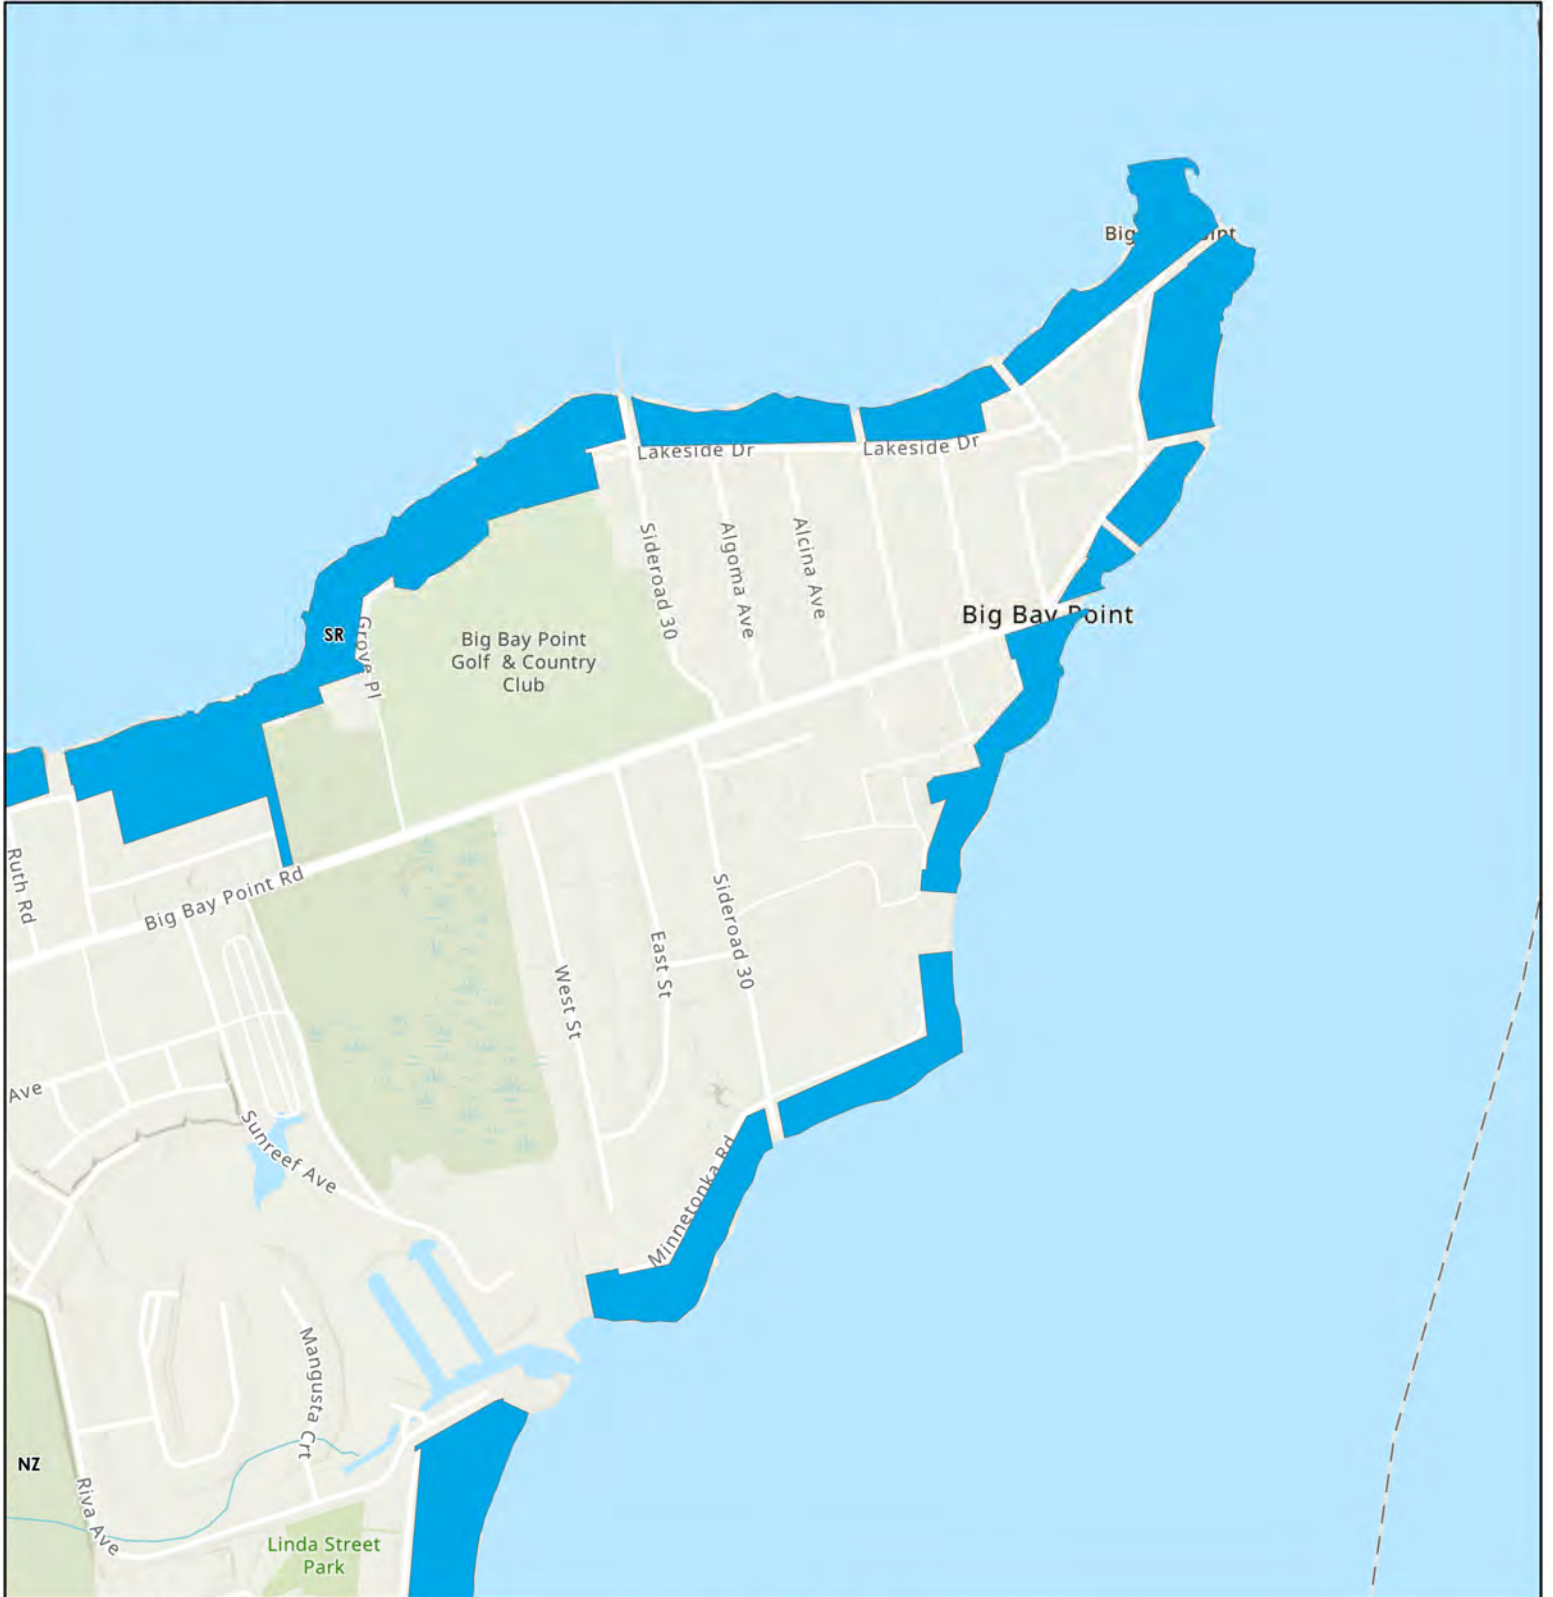 Big
int
Lakeside Dr
Lakeside Dr
Sideroad 30
Algoma Ave
Alcina Ave
Big Bay Point
SR
Grove Pl
Big Bay Point
Golf & Country
Club
Ruth Rd
Big Bay Point Rd
Sideroad 30
East St
West St
Ave
Sunreef Ave
Minnetonka Rd
Mangusta Crt
NZ
Riva Ave
Linda Street
Park